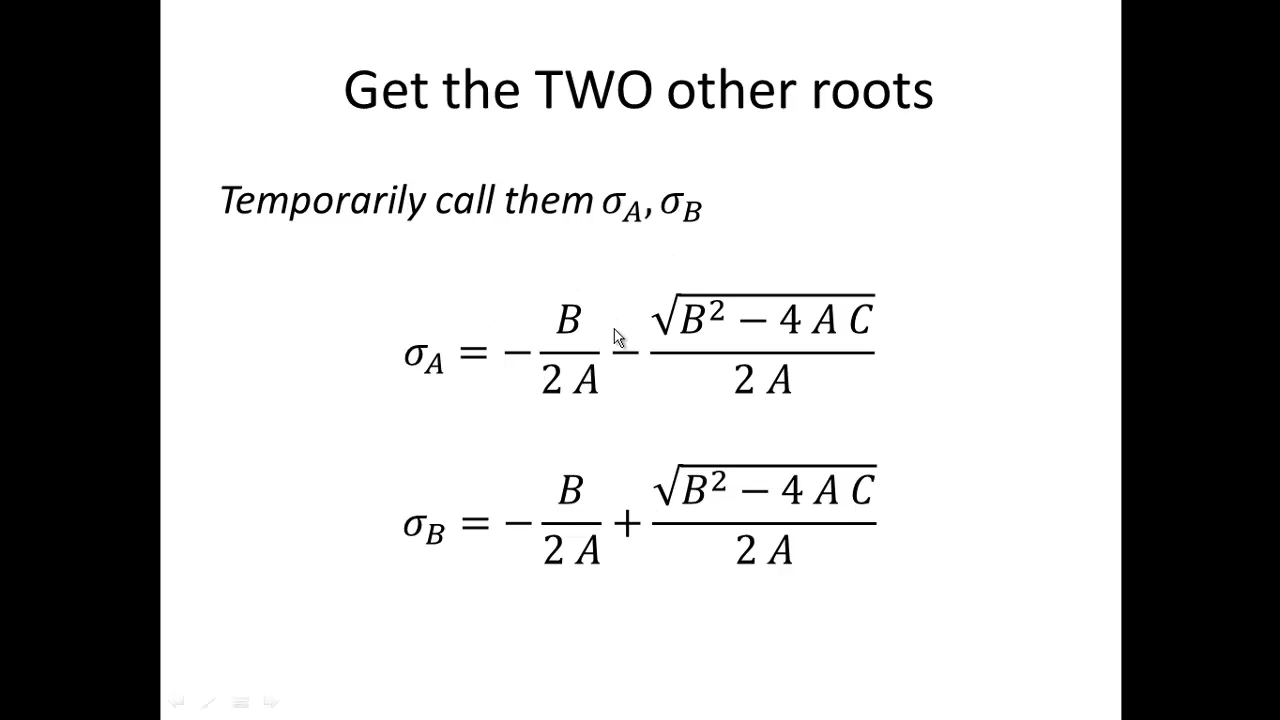 Get the TWO other roots
Temporarily call them σ_A, σ_B
σ_A = −B/(2 A) − √(B² − 4 A C)/(2 A)
σ_B = −B/(2 A) + √(B² − 4 A C)/(2 A)